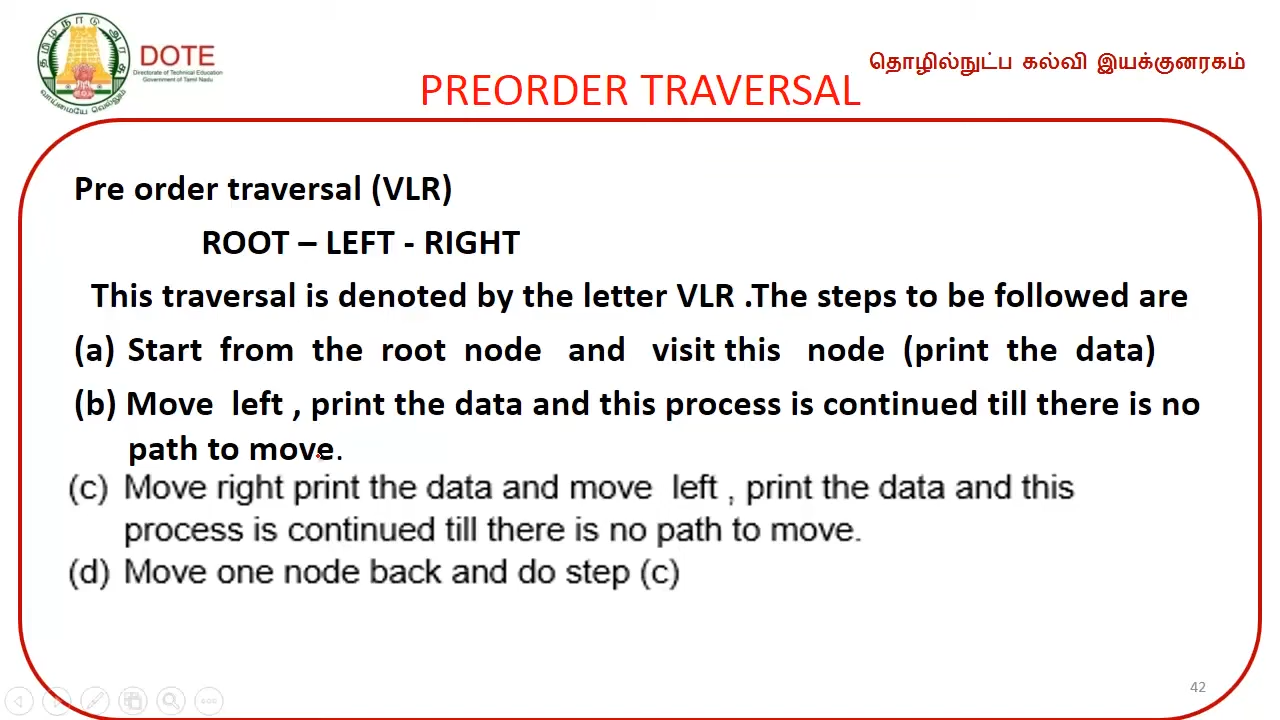 தமிழ்நாடு அரசு
வாய்மையே வெல்லும்
DOTE
Directorate of Technical Education
Government of Tamil Nadu
தொழில்நுட்ப கல்வி இயக்குனரகம்
PREORDER TRAVERSAL
Pre order traversal (VLR)
ROOT – LEFT - RIGHT
This traversal is denoted by the letter VLR .The steps to be followed are
(a) Start from the root node and visit this node (print the data)
(b) Move left , print the data and this process is continued till there is no
path to move.
(c) Move right print the data and move left , print the data and this
process is continued till there is no path to move.
(d) Move one node back and do step (c)
42